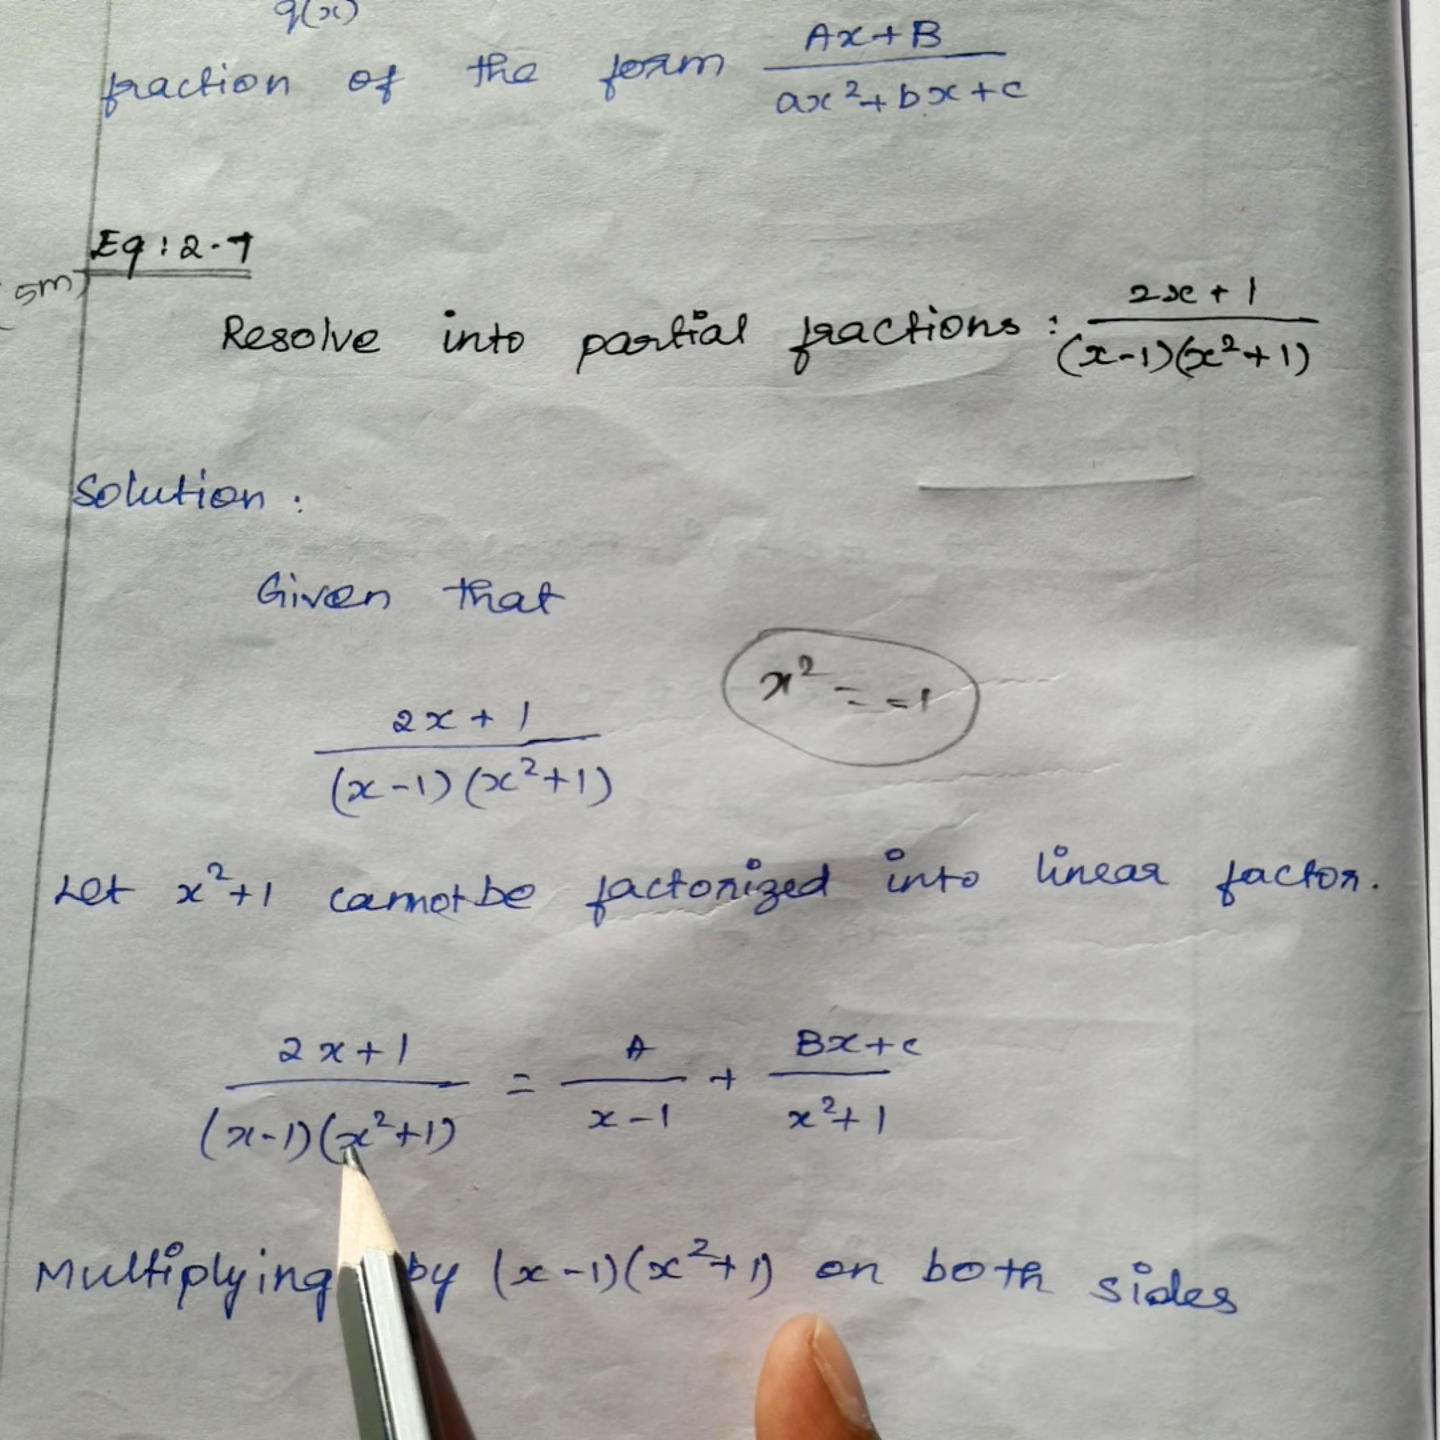 q(x)
fraction of the form Ax+B / ax²+bx+c
Eg: 2.7
5m)
Resolve into partial fractions: 2x+1 / (x-1)(x²+1)
Solution:
Given that
x² = -1
2x+1 / (x-1)(x²+1)
Let x²+1 cannot be factorized into linear factor.
2x+1 / (x-1)(x²+1) = A / x-1 + Bx+c / x²+1
Multiplying by (x-1)(x²+1) on both sides